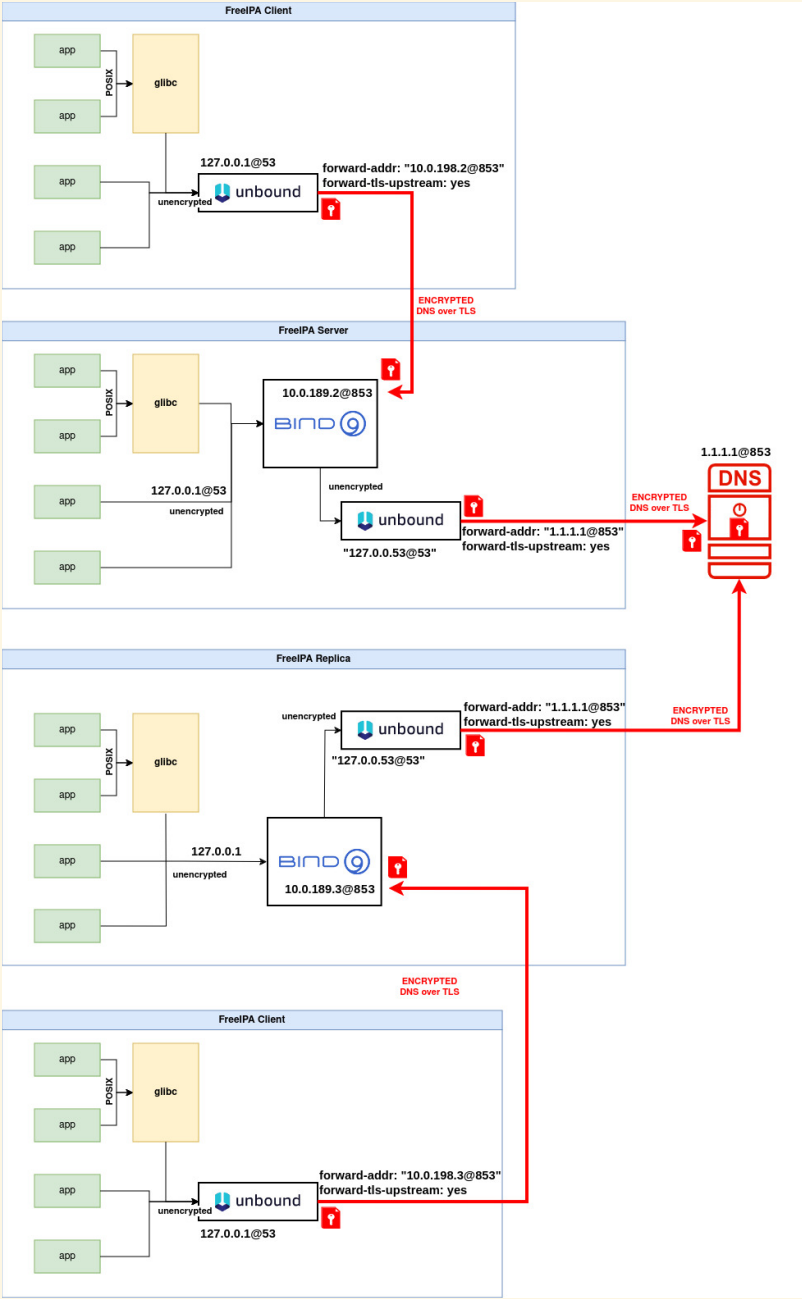 FreeIPA Client
app
app
POSIX
glibc
app
app
127.0.0.1@53
unencrypted
unbound
forward-addr: "10.0.198.2@853"
forward-tls-upstream: yes
ENCRYPTED
DNS over TLS
FreeIPA Server
app
app
POSIX
glibc
app
app
127.0.0.1@53
unencrypted
10.0.189.2@853
BIND 9
unencrypted
unbound
"127.0.0.53@53"
forward-addr: "1.1.1.1@853"
forward-tls-upstream: yes
ENCRYPTED
DNS over TLS
1.1.1.1@853
DNS
FreeIPA Replica
app
app
POSIX
glibc
app
app
127.0.0.1
unencrypted
unencrypted
unbound
"127.0.0.53@53"
forward-addr: "1.1.1.1@853"
forward-tls-upstream: yes
ENCRYPTED
DNS over TLS
BIND 9
10.0.189.3@853
ENCRYPTED
DNS over TLS
FreeIPA Client
app
app
POSIX
glibc
app
app
unencrypted
unbound
127.0.0.1@53
forward-addr: "10.0.198.3@853"
forward-tls-upstream: yes